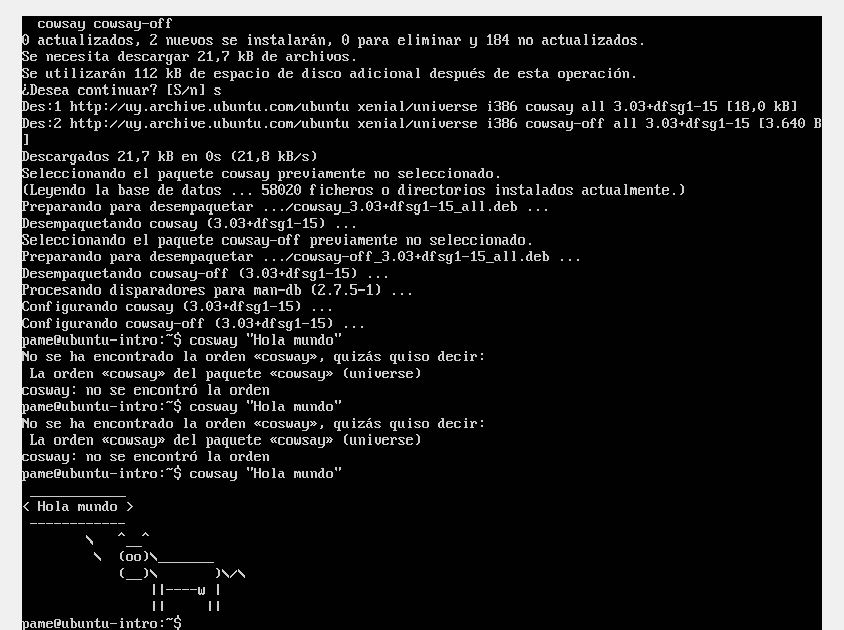 cowsay cowsay-off
0 actualizados, 2 nuevos se instalarán, 0 para eliminar y 184 no actualizados.
Se necesita descargar 21,7 kB de archivos.
Se utilizarán 112 kB de espacio de disco adicional después de esta operación.
¿Desea continuar? [S/n] s
Des:1 http://uy.archive.ubuntu.com/ubuntu xenial/universe i386 cowsay all 3.03+dfsg1-15 [18,0 kB]
Des:2 http://uy.archive.ubuntu.com/ubuntu xenial/universe i386 cowsay-off all 3.03+dfsg1-15 [3.640 B
]
Descargados 21,7 kB en 0s (21,8 kB/s)
Seleccionando el paquete cowsay previamente no seleccionado.
(Leyendo la base de datos ... 58020 ficheros o directorios instalados actualmente.)
Preparando para desempaquetar .../cowsay_3.03+dfsg1-15_all.deb ...
Desempaquetando cowsay (3.03+dfsg1-15) ...
Seleccionando el paquete cowsay-off previamente no seleccionado.
Preparando para desempaquetar .../cowsay-off_3.03+dfsg1-15_all.deb ...
Desempaquetando cowsay-off (3.03+dfsg1-15) ...
Procesando disparadores para man-db (2.7.5-1) ...
Configurando cowsay (3.03+dfsg1-15) ...
Configurando cowsay-off (3.03+dfsg1-15) ...
pame@ubuntu-intro:~$ cosway "Hola mundo"
No se ha encontrado la orden «cosway», quizás quiso decir:
 La orden «cowsay» del paquete «cowsay» (universe)
cosway: no se encontró la orden
pame@ubuntu-intro:~$ cosway "Hola mundo"
No se ha encontrado la orden «cosway», quizás quiso decir:
 La orden «cowsay» del paquete «cowsay» (universe)
cosway: no se encontró la orden
pame@ubuntu-intro:~$ cowsay "Hola mundo"
 ____________
< Hola mundo >
 ------------
        \   ^__^
         \  (oo)\_______
            (__)\       )\/\
                ||----w |
                ||     ||
pame@ubuntu-intro:~$